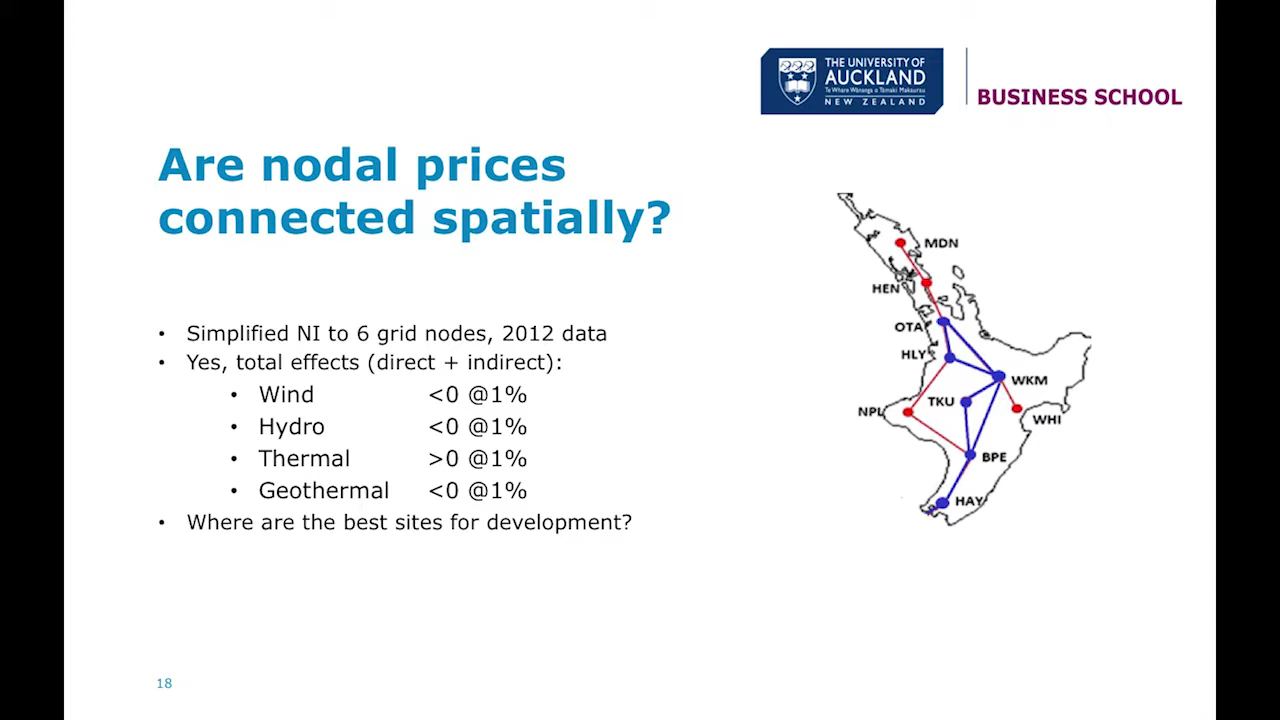 THE UNIVERSITY OF
AUCKLAND
Te Whare Wānanga o Tāmaki Makaurau
NEW ZEALAND
BUSINESS SCHOOL
Are nodal prices
connected spatially?
• Simplified NI to 6 grid nodes, 2012 data
• Yes, total effects (direct + indirect):
• Wind <0 @1%
• Hydro <0 @1%
• Thermal >0 @1%
• Geothermal <0 @1%
• Where are the best sites for development?
MDN
HEN
OTA
HLY
WKM
TKU
NPL
WHI
BPE
HAY
18